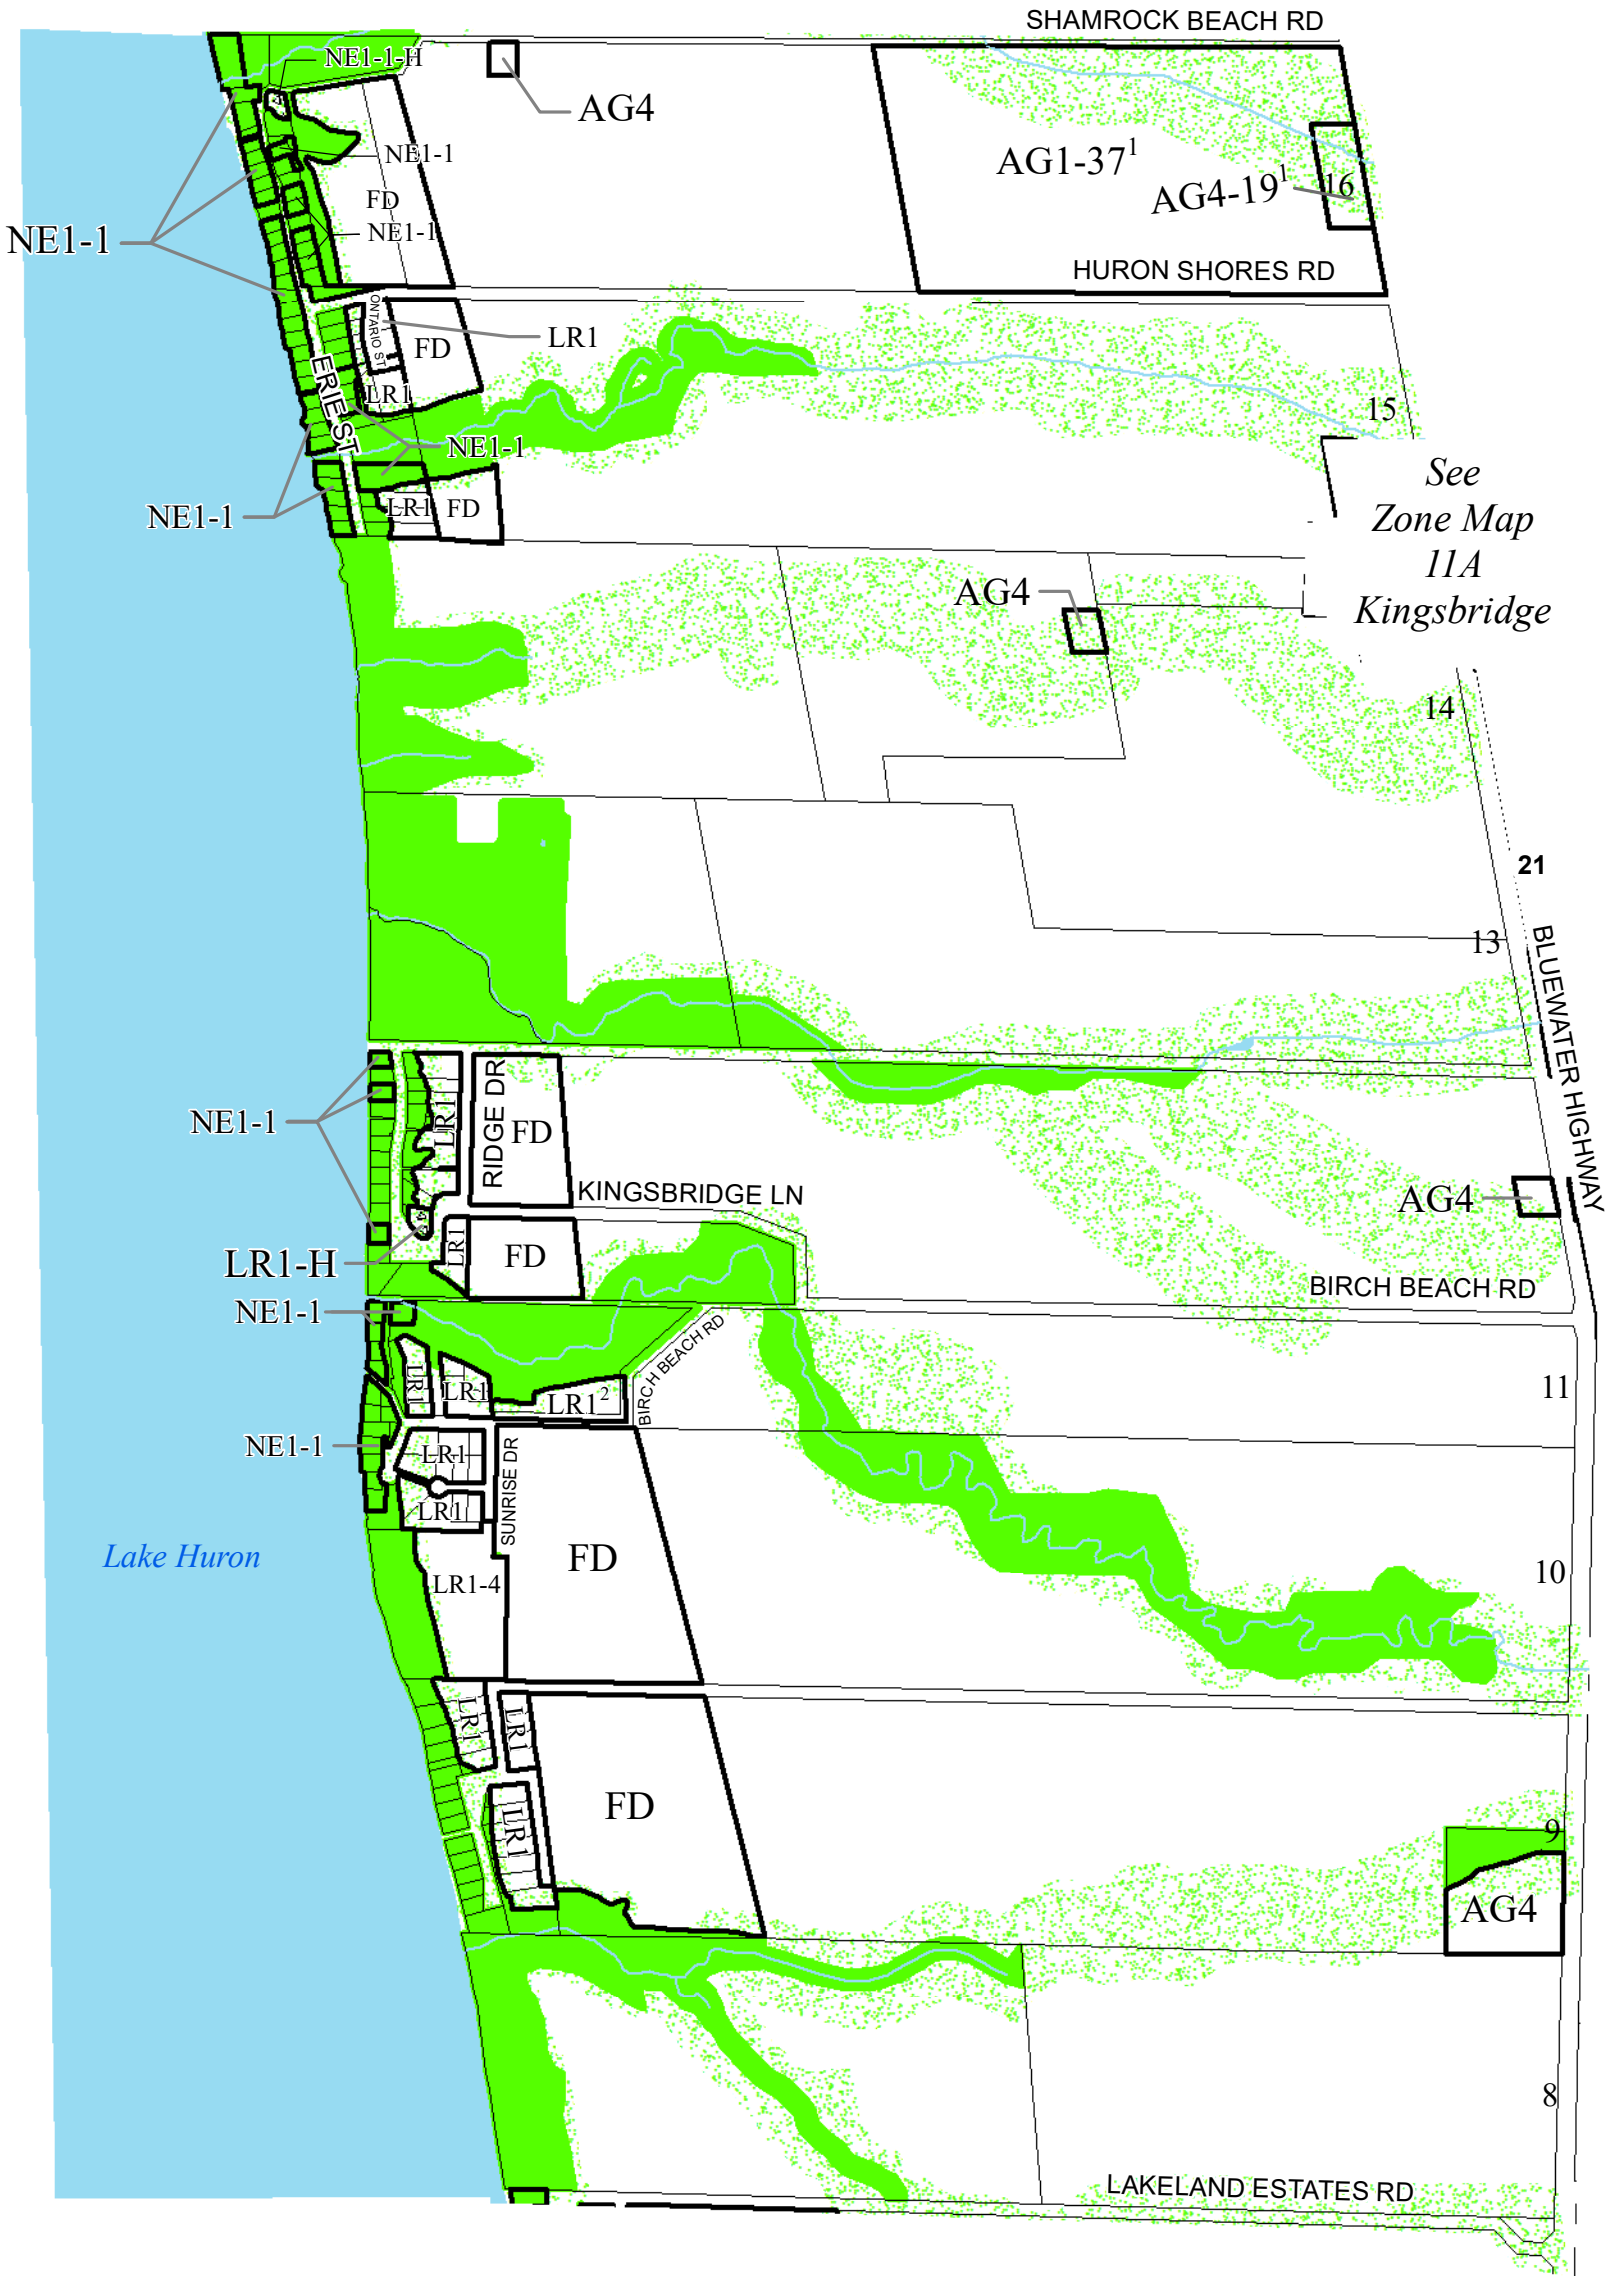 SHAMROCK BEACH RD
NE1-1-H
AG4
NE1-1
AG1-37¹
AG4-19¹
16
FD
NE1-1
NE1-1
HURON SHORES RD
ONTARIO ST
LR1
FD
ERIE ST
LR1
15
NE1-1
See
Zone Map
11A
Kingsbridge
NE1-1
LR1
FD
AG4
14
21
13
BLUEWATER HIGHWAY
NE1-1
LR1
RIDGE DR
FD
KINGSBRIDGE LN
AG4
LR1
FD
LR1-H
BIRCH BEACH RD
NE1-1
BIRCH BEACH RD
LR1
LR1
LR1²
11
NE1-1
LR1
SUNRISE DR
LR1
Lake Huron
FD
10
LR1-4
LR1
LR1
FD
LR1
9
AG4
8
LAKELAND ESTATES RD